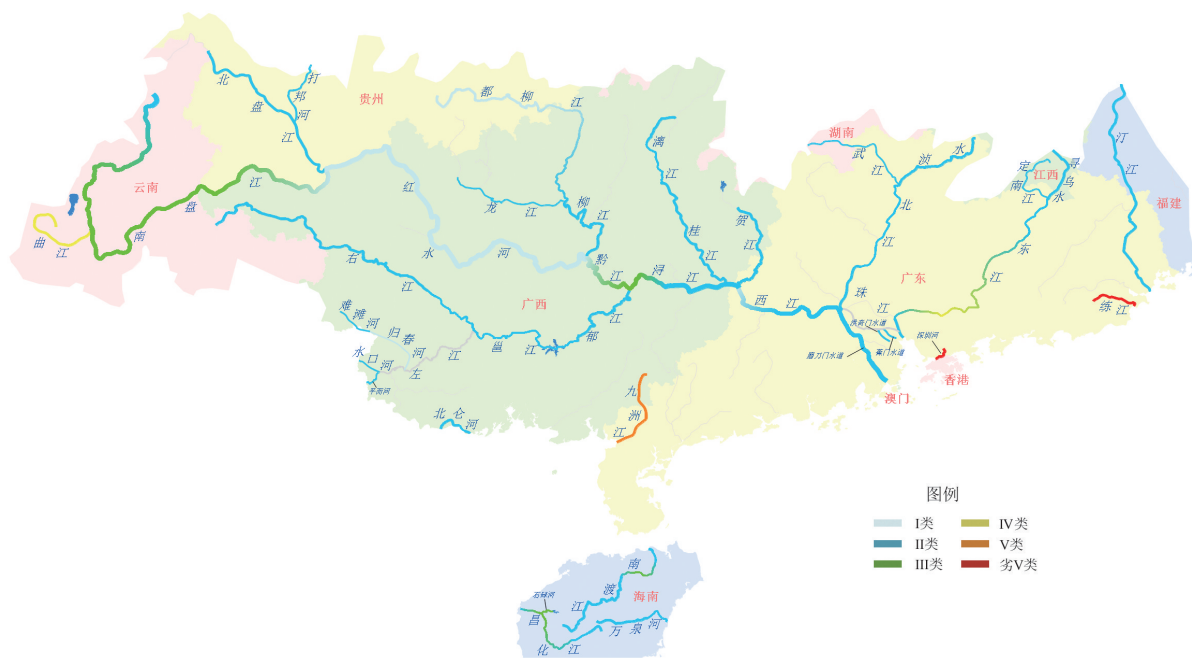 北盘江
打邦河
贵州
都柳江
云南
曲江
南盘江
红水河
龙江
柳江
漓江
桂江
贺江
黔江
浔江
西江
右江
广西
难滩河
归春河
水口河
平而河
左江
邕江
郁江
北仑河
九洲江
湖南
武江
浈水
北江
珠江
广东
洪奇门水道
蕉门水道
磨刀门水道
深圳河
香港
澳门
定南江
江西
寻乌水
东江
汀江
福建
练江
石碌河
昌化江
南渡江
万泉河
海南
图例
I类
II类
III类
IV类
V类
劣V类